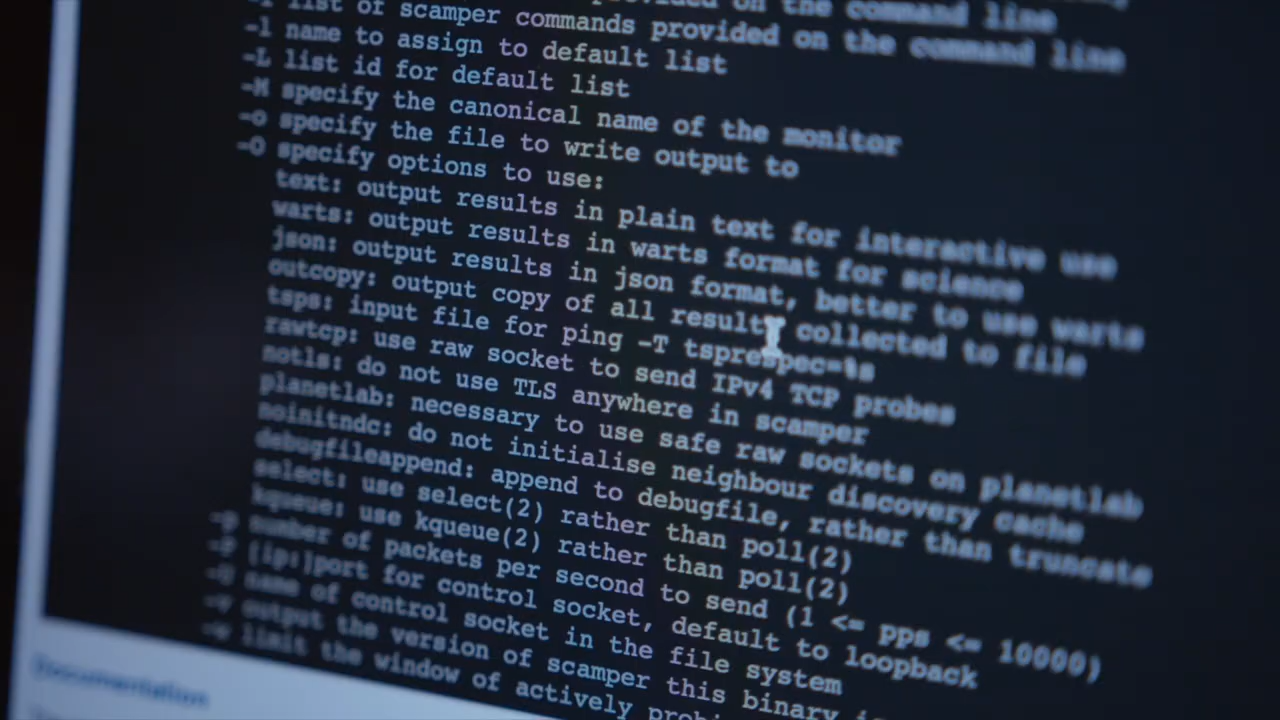 provided on the command line
list of scamper commands provided on the command line
-l name to assign to default list
-L list id for default list
-M specify the canonical name of the monitor
-o specify the file to write output to
-O specify options to use:
text: output results in plain text for interactive use
warts: output results in warts format for science
json: output results in json format, better to use warts
outcopy: output copy of all results collected to file
tsps: input file for ping -T tsprespec=%s
rawtcp: use raw socket to send IPv4 TCP probes
notls: do not use TLS anywhere in scamper
planetlab: necessary to use safe raw sockets on planetlab
noinitndc: do not initialise neighbour discovery cache
debugfileappend: append to debugfile, rather than truncate
select: use select(2) rather than poll(2)
kqueue: use kqueue(2) rather than poll(2)
-p number of packets per second to send (1 <= pps <= 10000)
-P [ip:]port for control socket, default to loopback
-U name of control socket in the file system
-v output the version of scamper this binary is
-w limit the window of actively
Documentation